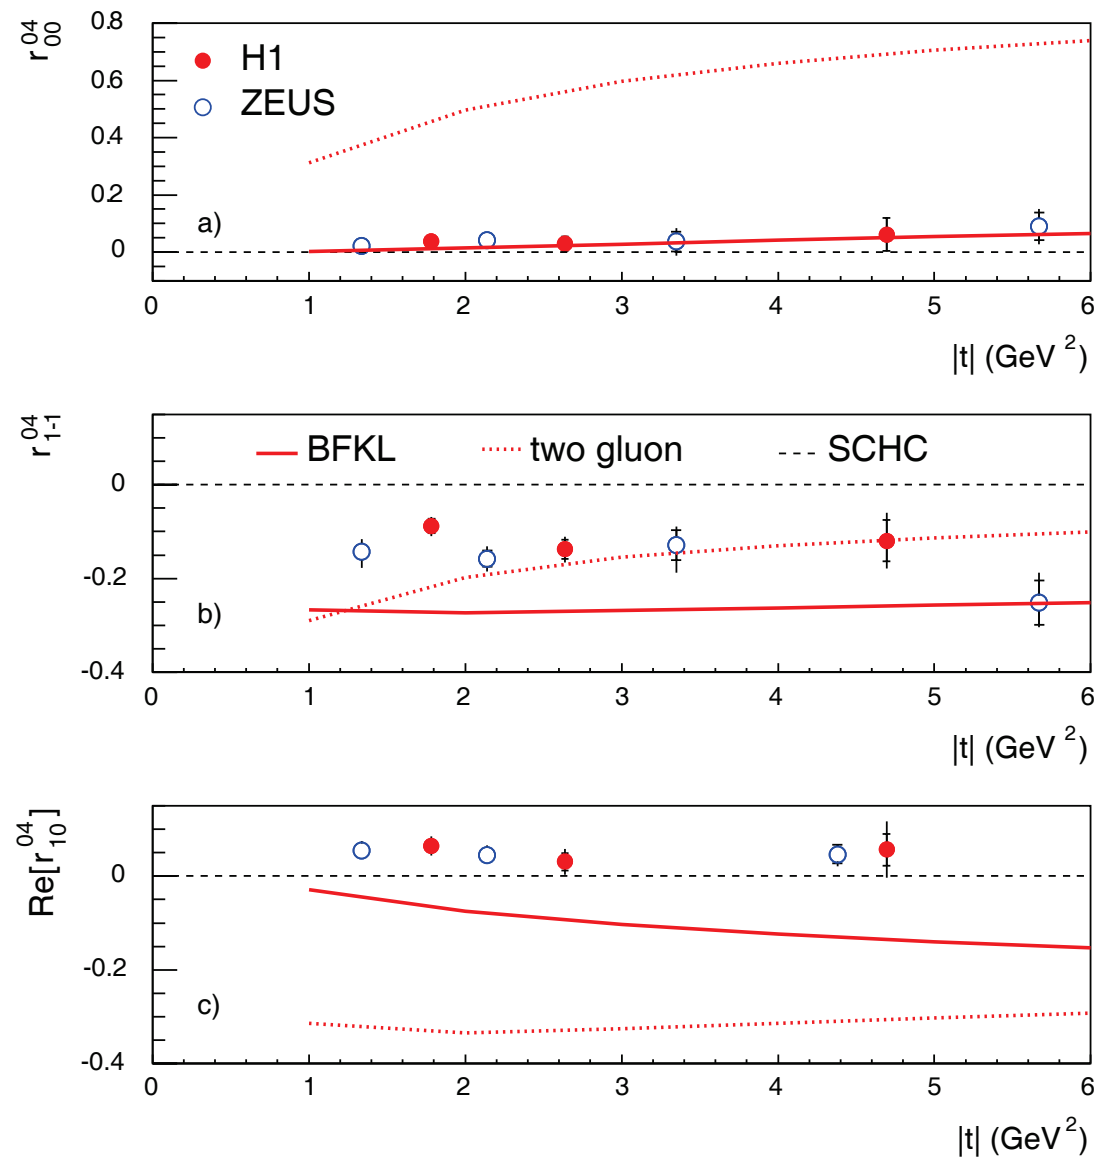 r^04_00
0.8
H1
0.6
ZEUS
0.4
0.2
a)
0
0 1 2 3 4 5 6
|t| (GeV^2)
r^04_1-1
BFKL two gluon SCHC
0
-0.2
b)
-0.4
0 1 2 3 4 5 6
|t| (GeV^2)
Re[r^04_10]
0
-0.2
c)
-0.4
0 1 2 3 4 5 6
|t| (GeV^2)